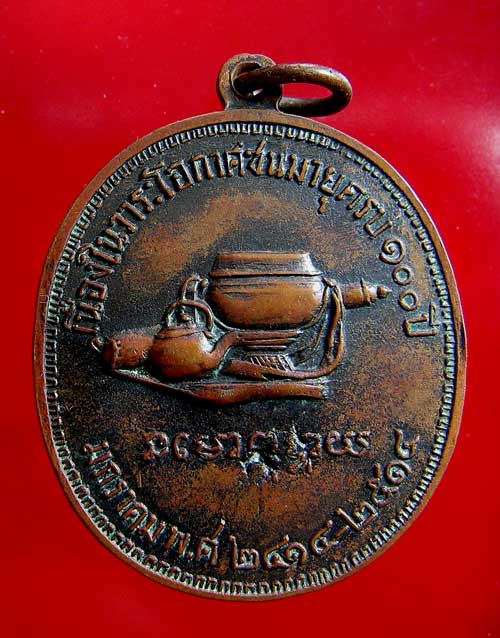 เนื่องในวาระโอกาศชนมายุครบ ๑๐๐ ปี
มกราคม พ.ศ. ๒๔๑๔-๒๕๑๔